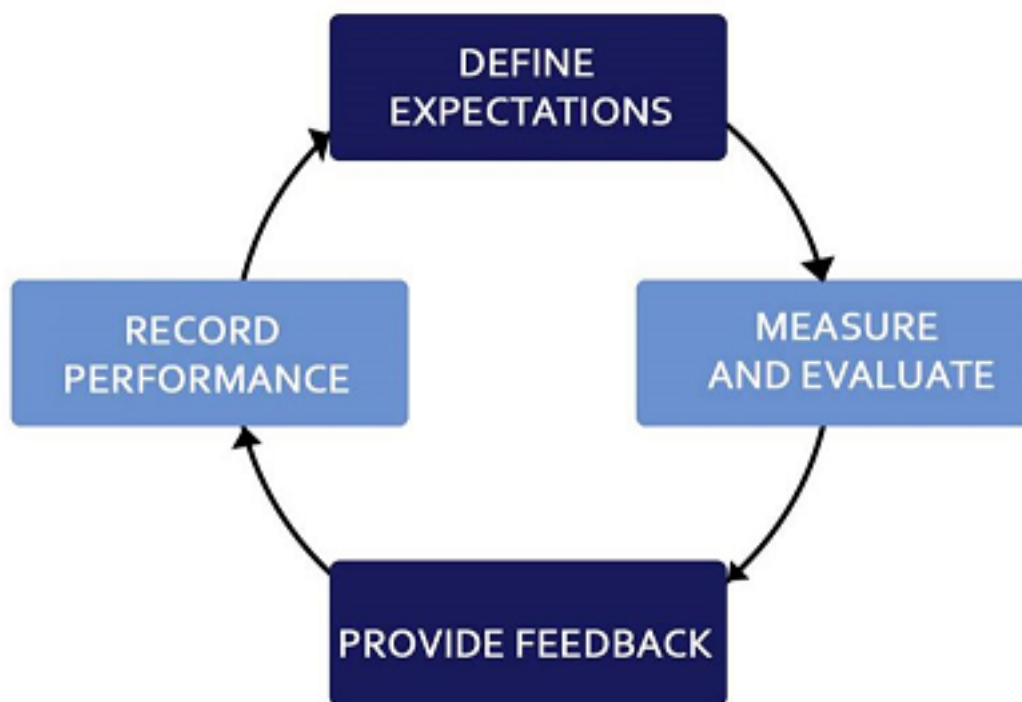 DEFINE
EXPECTATIONS
MEASURE
AND EVALUATE
PROVIDE FEEDBACK
RECORD
PERFORMANCE